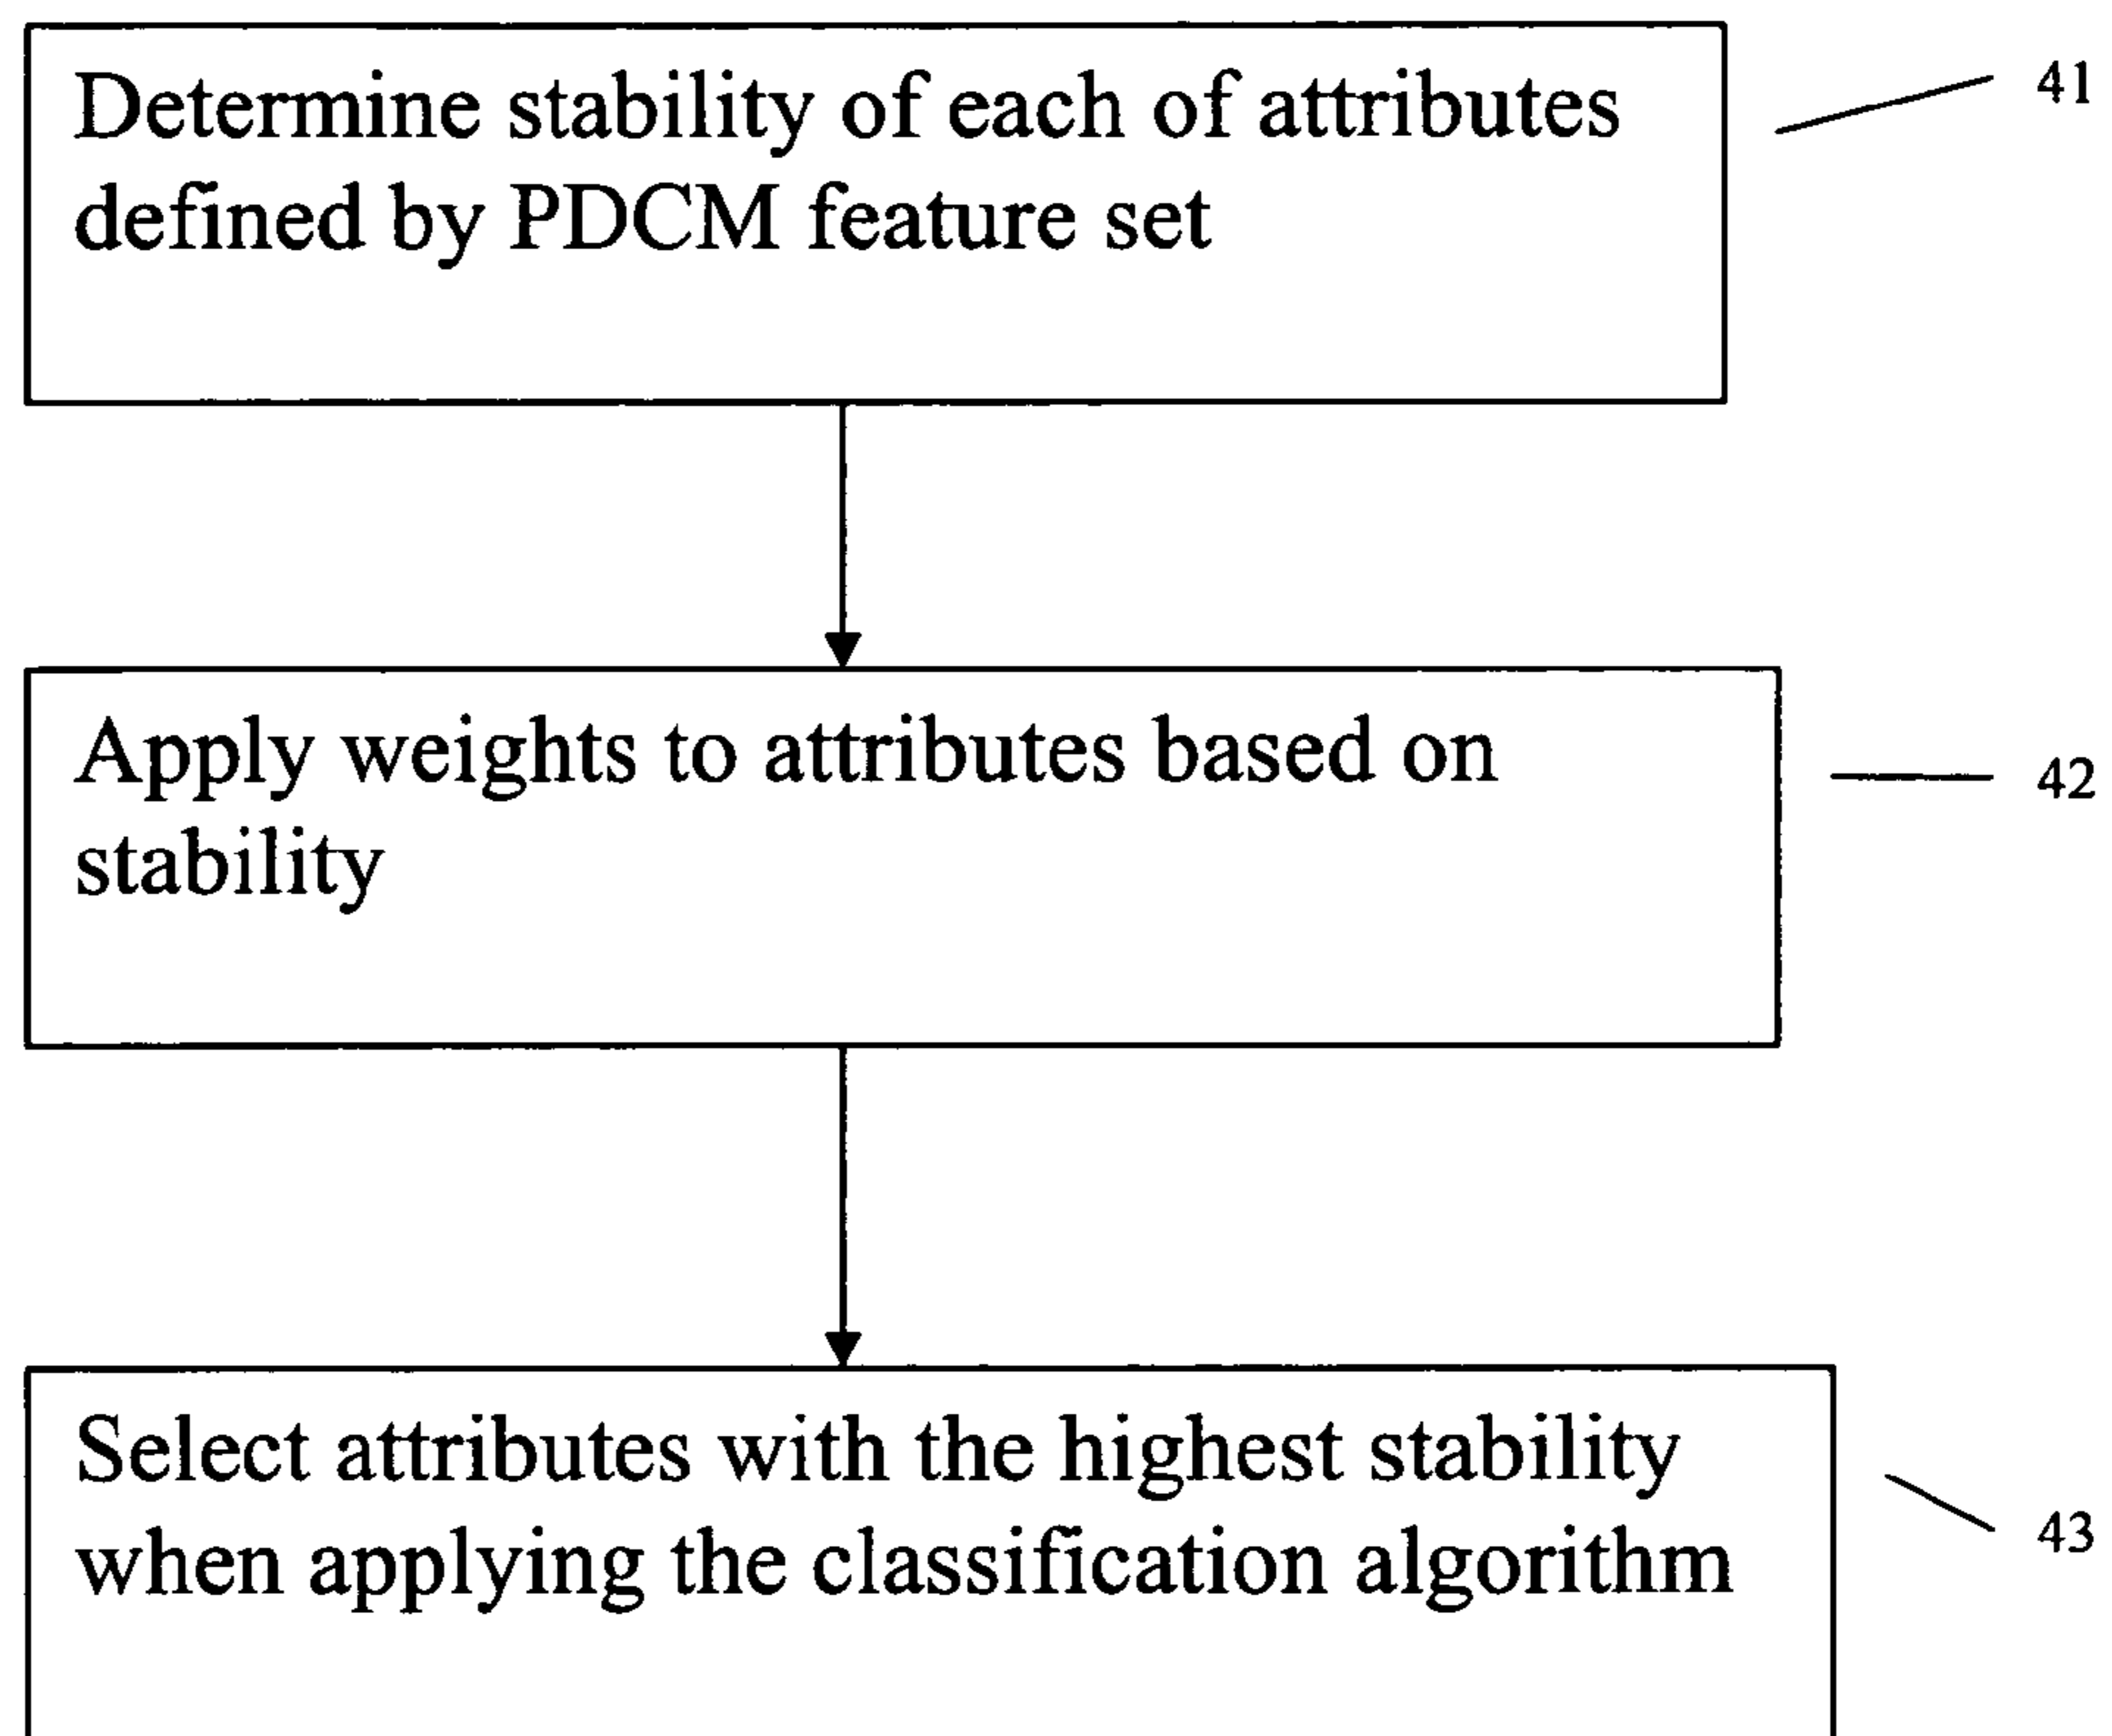 Determine stability of each of attributes
41
defined by PDCM feature set
Apply weights to attributes based on
42
stability
Select attributes with the highest stability
43
when applying the classification algorithm